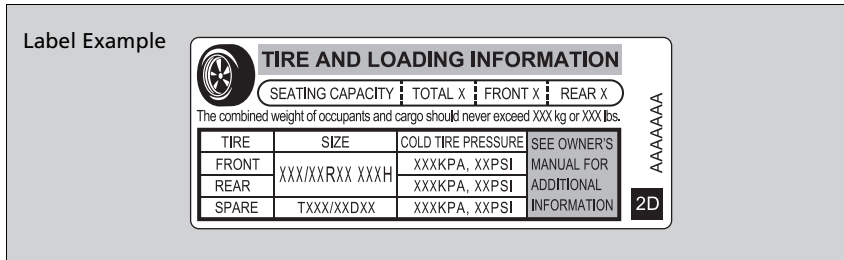 Label Example
TIRE AND LOADING INFORMATION
SEATING CAPACITY TOTAL X FRONT X REAR X
The combined weight of occupants and cargo should never exceed XXX kg or XXX lbs.
TIRE SIZE COLD TIRE PRESSURE
FRONT XXX/XXRXX XXXH XXXKPA, XXPSI
REAR XXXKPA, XXPSI
SPARE TXXX/XXDXX XXXKPA, XXPSI
SEE OWNER'S
MANUAL FOR
ADDITIONAL
INFORMATION
AAAAAAA
2D